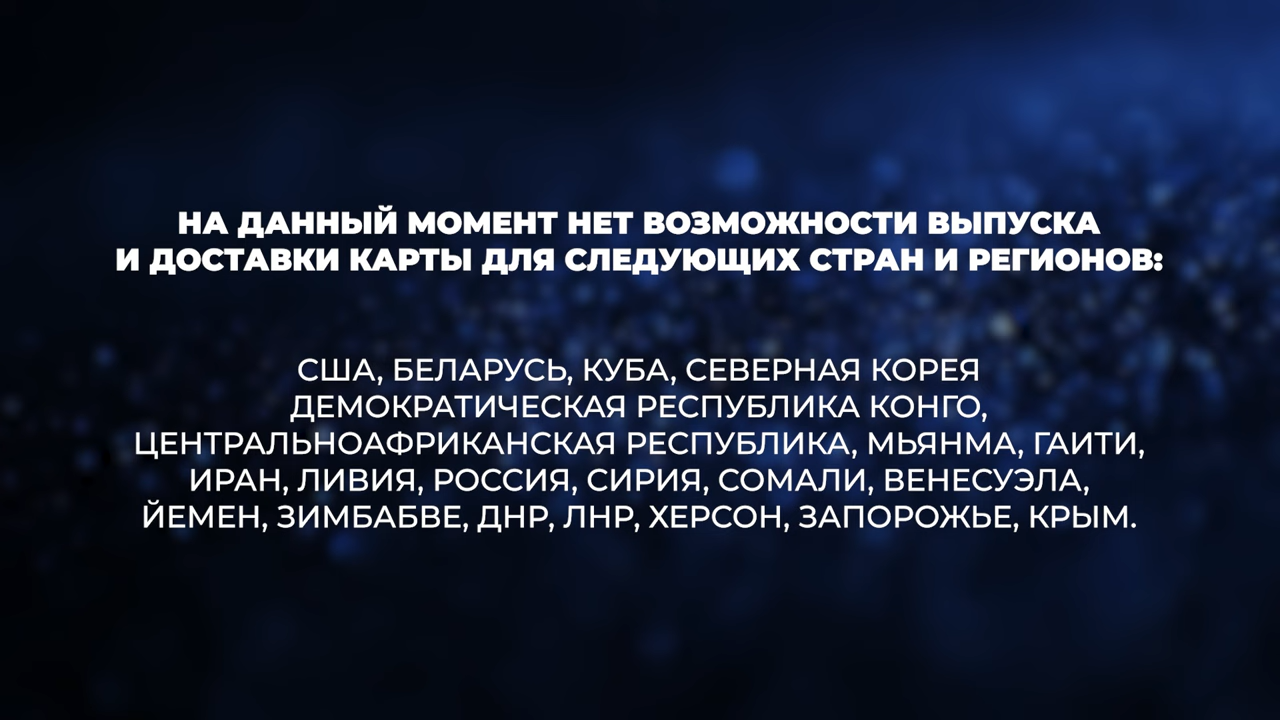 НА ДАННЫЙ МОМЕНТ НЕТ ВОЗМОЖНОСТИ ВЫПУСКА
И ДОСТАВКИ КАРТЫ ДЛЯ СЛЕДУЮЩИХ СТРАН И РЕГИОНОВ:
США, БЕЛАРУСЬ, КУБА, СЕВЕРНАЯ КОРЕЯ
ДЕМОКРАТИЧЕСКАЯ РЕСПУБЛИКА КОНГО,
ЦЕНТРАЛЬНОАФРИКАНСКАЯ РЕСПУБЛИКА, МЬЯНМА, ГАИТИ,
ИРАН, ЛИВИЯ, РОССИЯ, СИРИЯ, СОМАЛИ, ВЕНЕСУЭЛА,
ЙЕМЕН, ЗИМБАБВЕ, ДНР, ЛНР, ХЕРСОН, ЗАПОРОЖЬЕ, КРЫМ.